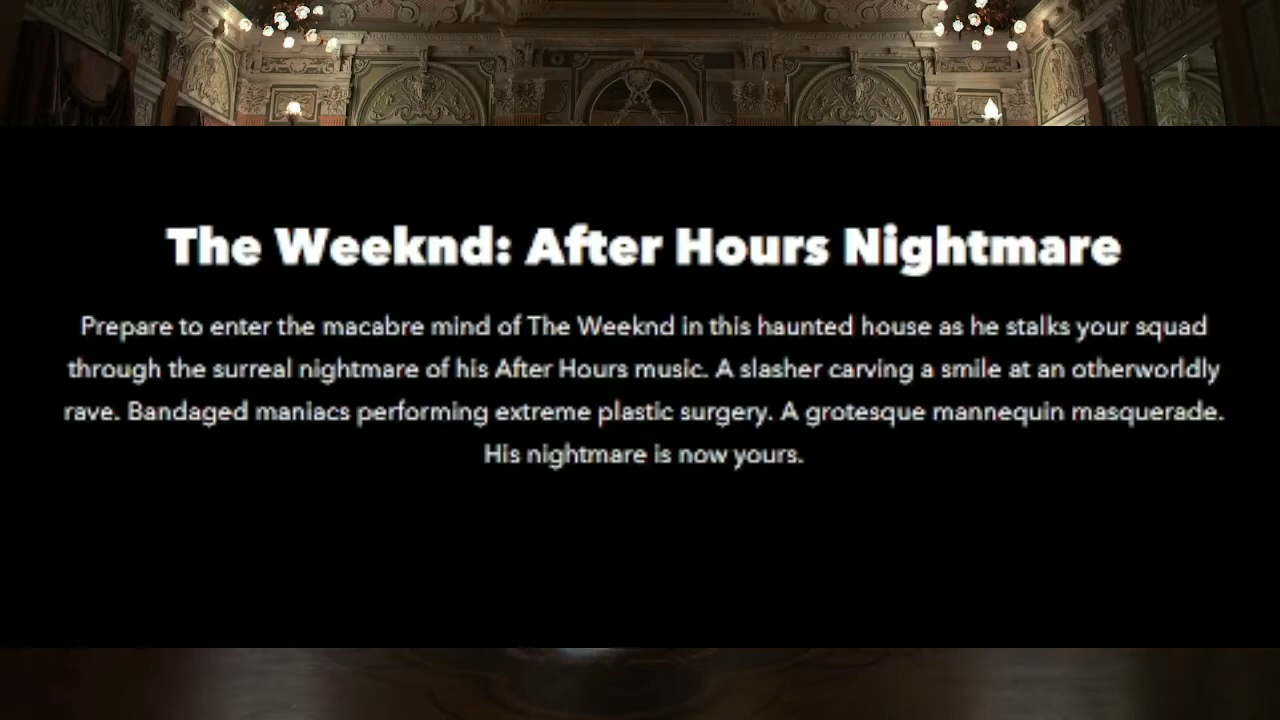 The Weeknd: After Hours Nightmare
Prepare to enter the macabre mind of The Weeknd in this haunted house as he stalks your squad
through the surreal nightmare of his After Hours music. A slasher carving a smile at an otherworldly
rave. Bandaged maniacs performing extreme plastic surgery. A grotesque mannequin masquerade.
His nightmare is now yours.